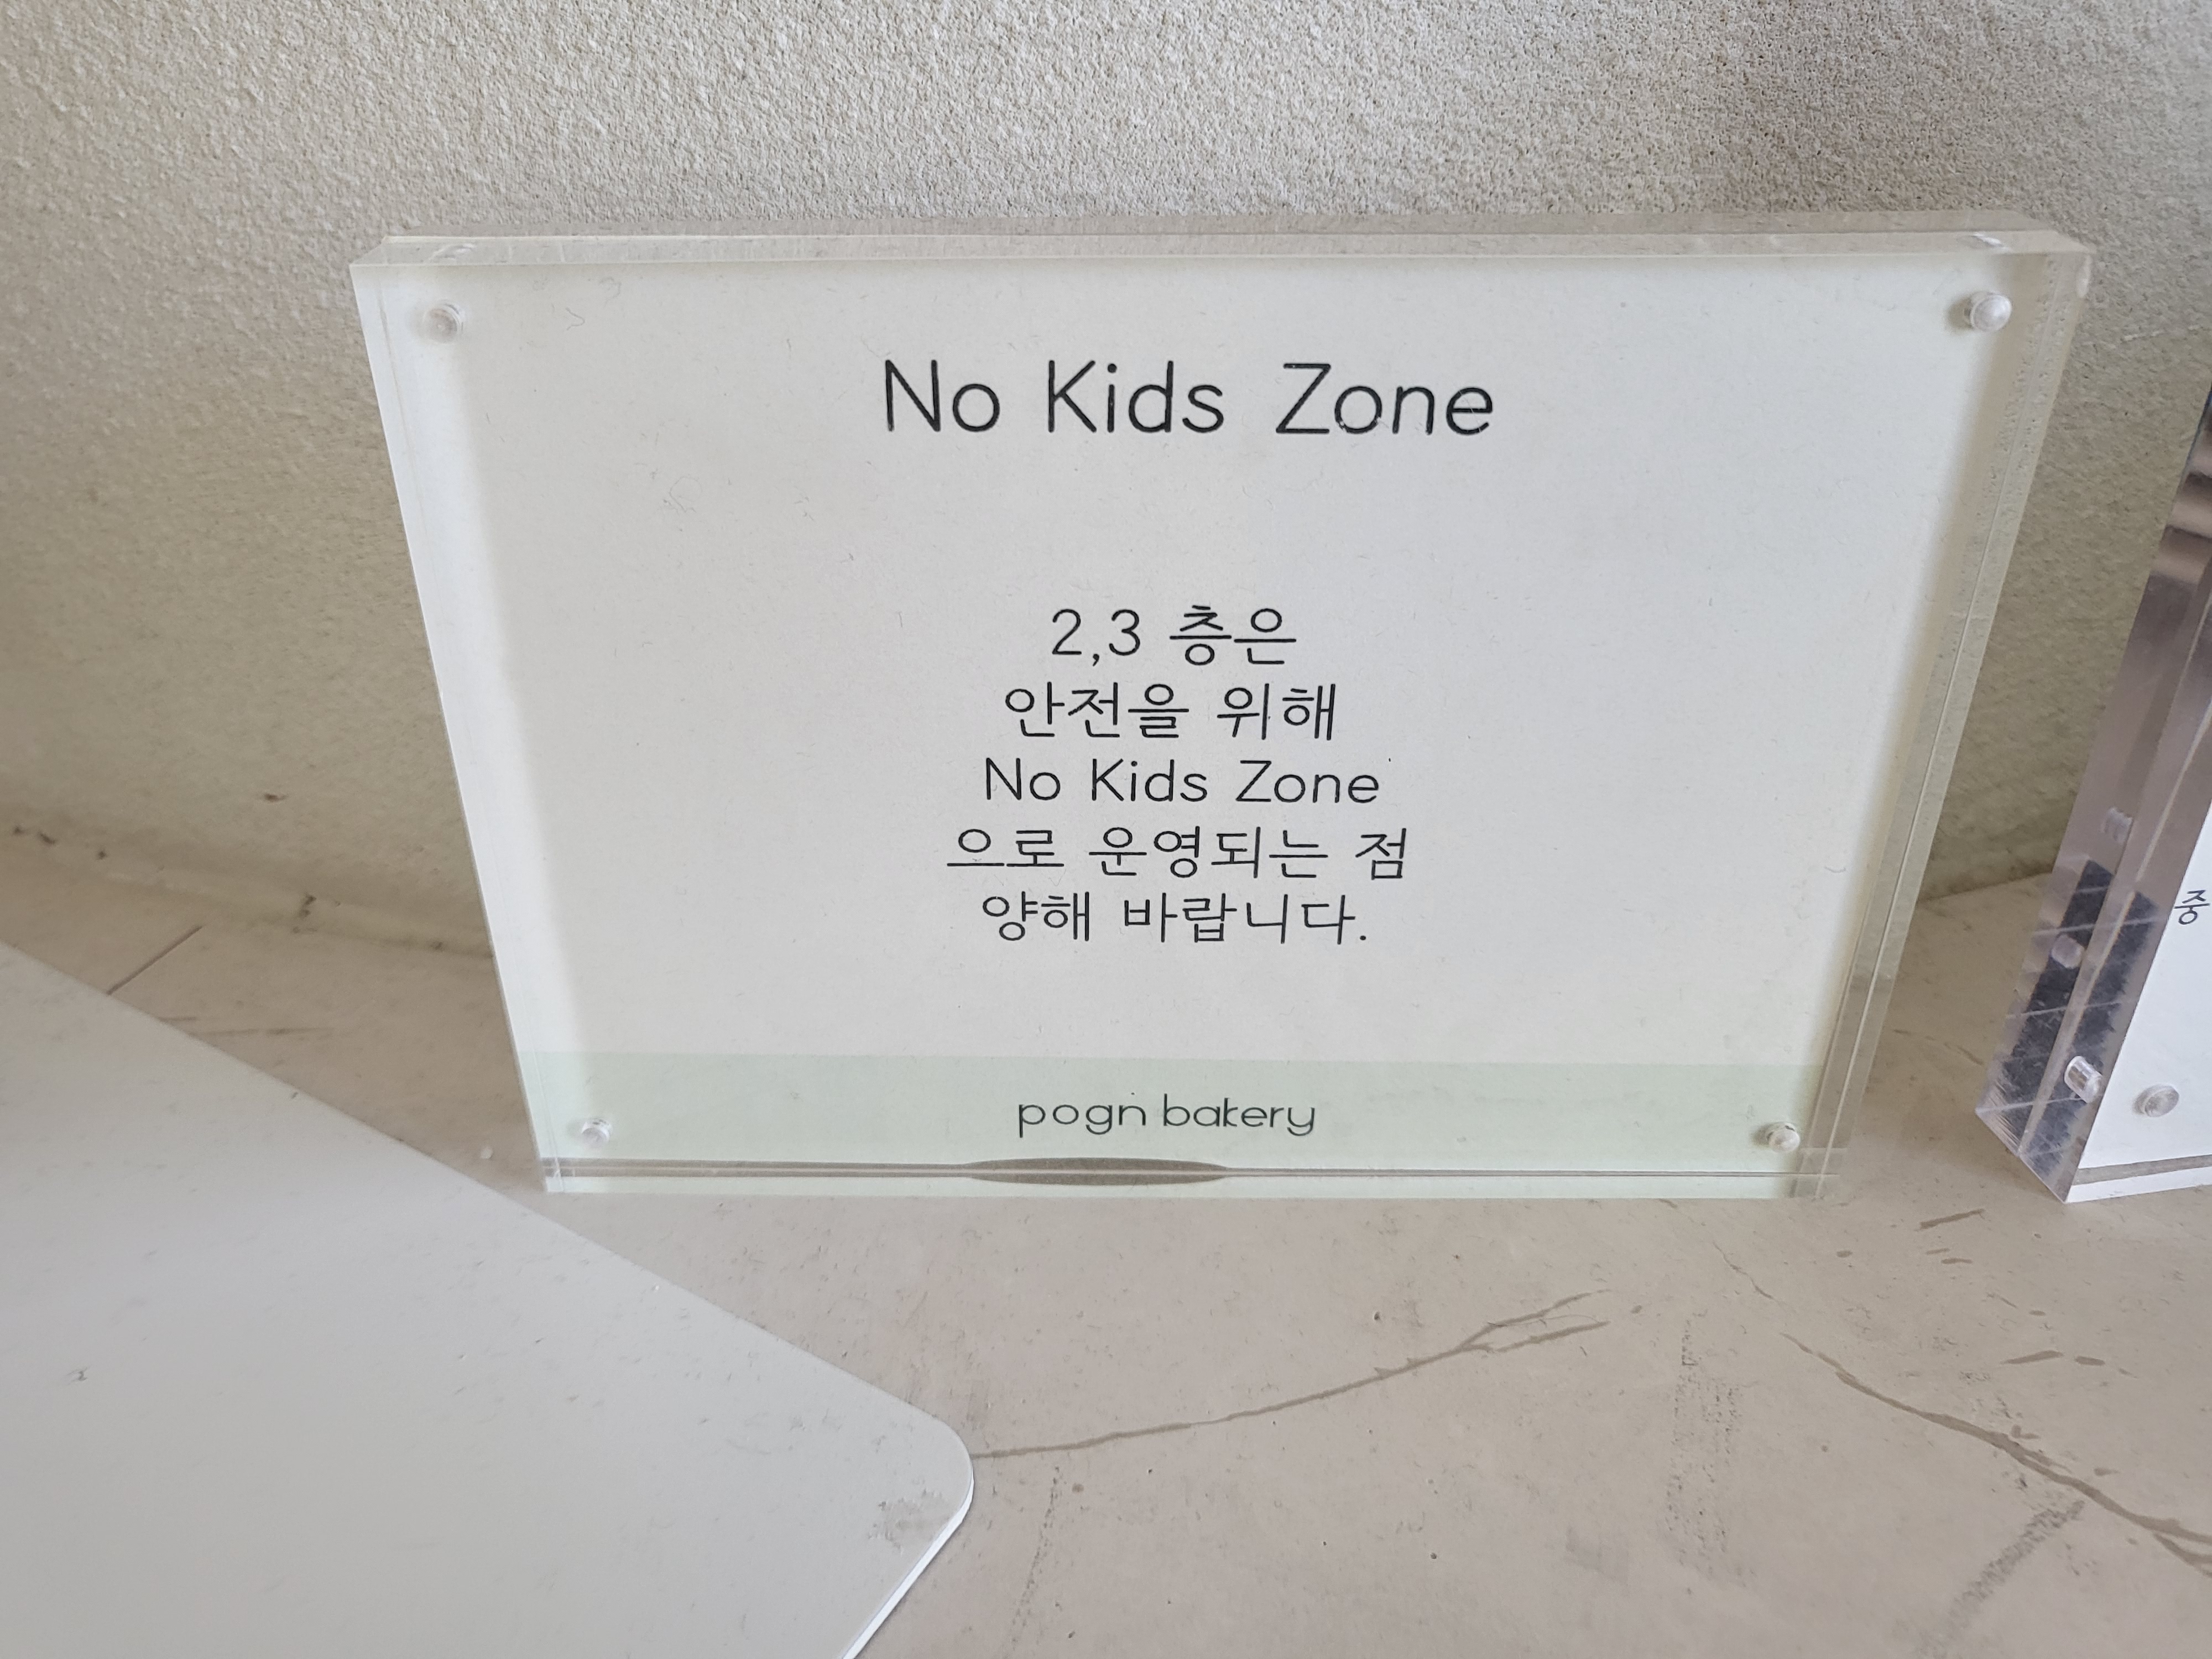 No Kids Zone
2,3 층은
안전을 위해
No Kids Zone
으로 운영되는 점
양해 바랍니다.
pogn bakery
중